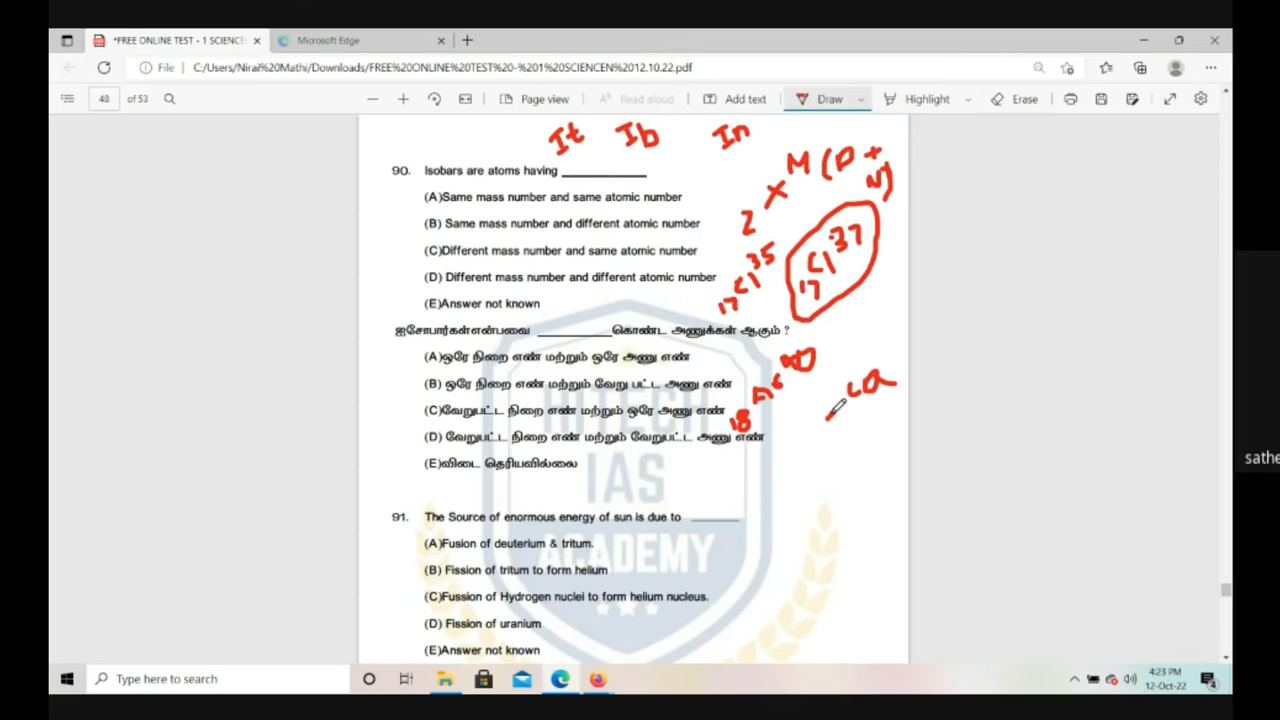 *FREE ONLINE TEST - 1 SCIENCE
Microsoft Edge
File
C:/Users/Nirai%20Mathi/Downloads/FREE%20ONLINE%20TEST%20-%201%20SCIENCEN%2012.10.22.pdf
48 of 53
Page view
Read aloud
Add text
Draw
Highlight
Erase
It Ib In
90. Isobars are atoms having ____________
(A)Same mass number and same atomic number
(B) Same mass number and different atomic number
(C)Different mass number and same atomic number
(D) Different mass number and different atomic number
(E)Answer not known
Z X M (P + N)
17 Cl 35
17 Cl 37
ஐசோபார்கள்என்பவை ____________கொண்ட அணுக்கள் ஆகும் ?
(A)ஒரே நிறை எண் மற்றும் ஒரே அணு எண்
(B) ஒரே நிறை எண் மற்றும் வேறு பட்ட அணு எண்
(C)வேறுபட்ட நிறை எண் மற்றும் ஒரே அணு எண்
(D) வேறுபட்ட நிறை எண் மற்றும் வேறுபட்ட அணு எண்
(E)விடை தெரியவில்லை
18 Ar 40
Ca
HITECH
IAS
ACADEMY
91. The Source of enormous energy of sun is due to ________
(A)Fusion of deuterium & tritum.
(B) Fission of tritum to form helium
(C)Fussion of Hydrogen nuclei to form helium nucleus.
(D) Fission of uranium
(E)Answer not known
sathe
Type here to search
4:23 PM
12-Oct-22
4